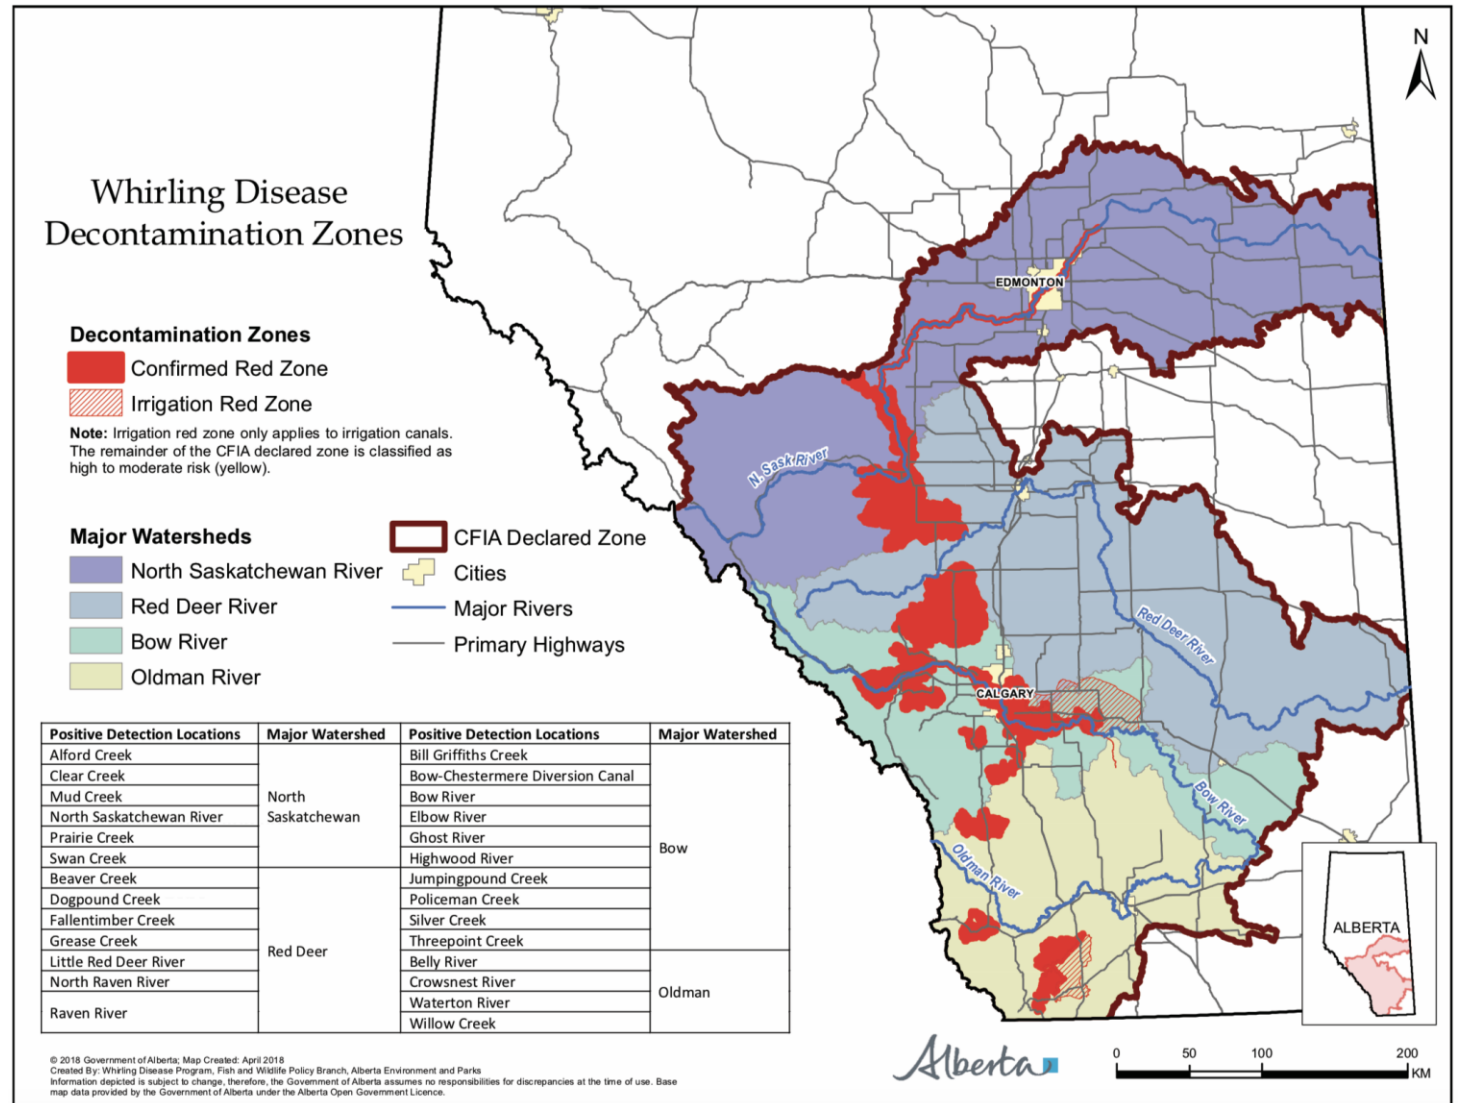 Whirling Disease
Decontamination Zones
Decontamination Zones
Confirmed Red Zone
Irrigation Red Zone
Note: Irrigation red zone only applies to irrigation canals.
The remainder of the CFIA declared zone is classified as
high to moderate risk (yellow).
Major Watersheds
North Saskatchewan River
Red Deer River
Bow River
Oldman River
CFIA Declared Zone
Cities
Major Rivers
Primary Highways
N
EDMONTON
N. Sask River
Red Deer River
CALGARY
Bow River
Oldman River
Positive Detection Locations Major Watershed Positive Detection Locations Major Watershed
Alford Creek Bill Griffiths Creek
Clear Creek Bow-Chestermere Diversion Canal
Mud Creek North Bow River
North Saskatchewan River Saskatchewan Elbow River
Prairie Creek Ghost River
Swan Creek Highwood River Bow
Beaver Creek Jumpingpound Creek
Dogpound Creek Policeman Creek
Fallentimber Creek Silver Creek
Grease Creek Red Deer Threepoint Creek
Little Red Deer River Belly River
North Raven River Crowsnest River Oldman
Raven River Waterton River
Willow Creek
ALBERTA
Alberta
0 50 100 200
KM
© 2018 Government of Alberta; Map Created: April 2018
Created By: Whirling Disease Program, Fish and Wildlife Policy Branch, Alberta Environment and Parks
Information depicted is subject to change, therefore, the Government of Alberta assumes no responsibilities for discrepancies at the time of use. Base
map data provided by the Government of Alberta under the Alberta Open Government Licence.